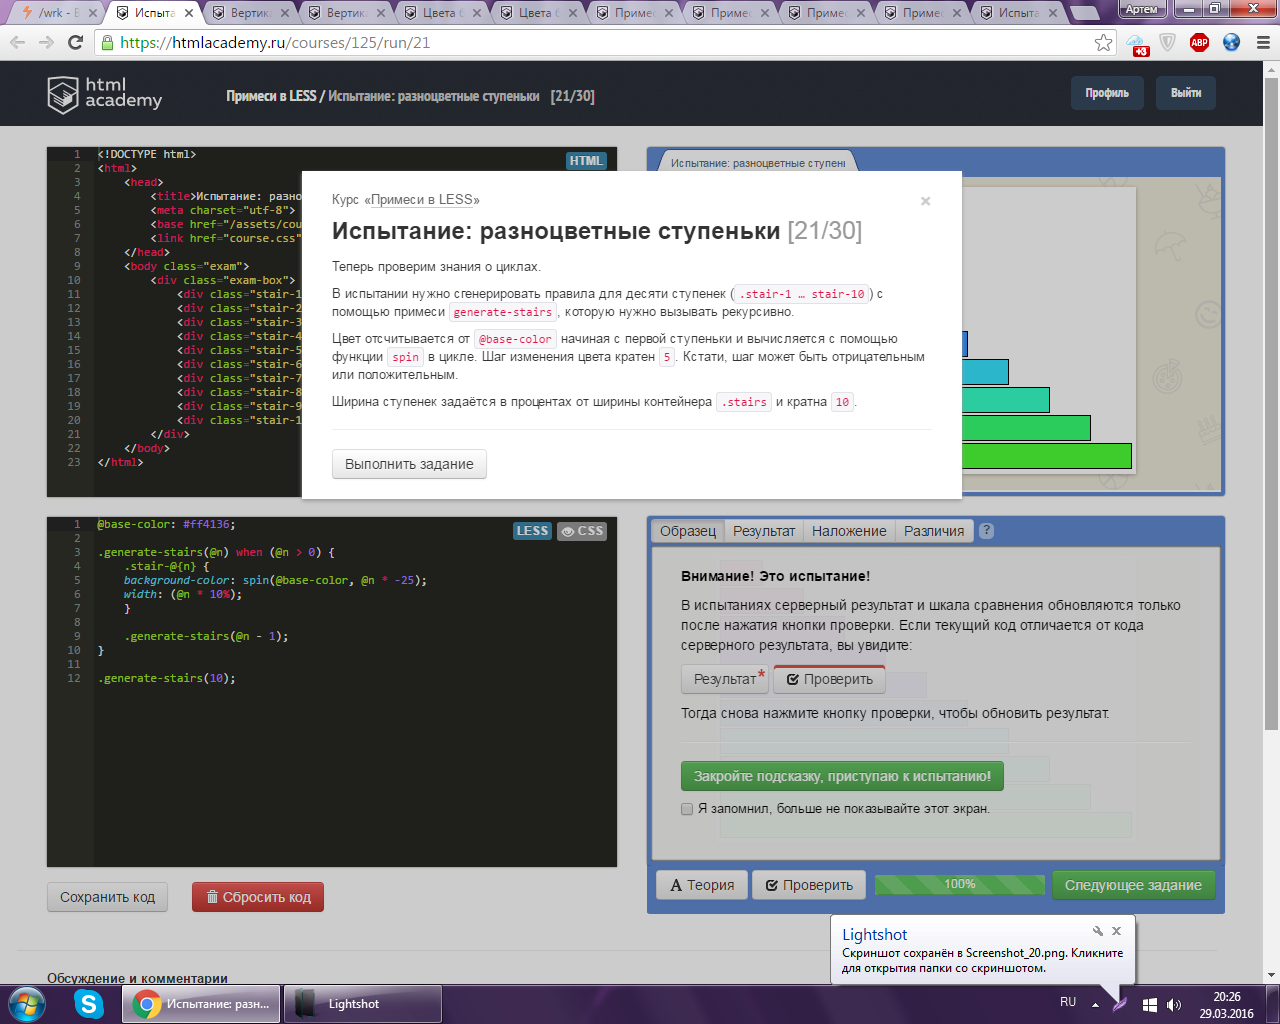 /wrk - B
Испыта
Вертика
Вертика
Цвета б
Цвета б
Примес
Примес
Примес
Примес
Испыта
Артем
https://htmlacademy.ru/courses/125/run/21
+3
ABP
html
academy
Примеси в LESS / Испытание: разноцветные ступеньки [21/30]
Профиль
Выйти
HTML
1 <!DOCTYPE html>
2 <html>
3 <head>
4 <title>Испытание: разно
5 <meta charset="utf-8">
6 <base href="/assets/cou
7 <link href="course.css"
8 </head>
9 <body class="exam">
10 <div class="exam-box">
11 <div class="stair-1
12 <div class="stair-2
13 <div class="stair-3
14 <div class="stair-4
15 <div class="stair-5
16 <div class="stair-6
17 <div class="stair-7
18 <div class="stair-8
19 <div class="stair-9
20 <div class="stair-1
21 </div>
22 </body>
23 </html>
Испытание: разноцветные ступень
Курс «Примеси в LESS»
×
Испытание: разноцветные ступеньки [21/30]
Теперь проверим знания о циклах.
В испытании нужно сгенерировать правила для десяти ступенек ( .stair-1 … stair-10 ) с
помощью примеси generate-stairs , которую нужно вызывать рекурсивно.
Цвет отсчитывается от @base-color начиная с первой ступеньки и вычисляется с помощью
функции spin в цикле. Шаг изменения цвета кратен 5 . Кстати, шаг может быть отрицательным
или положительным.
Ширина ступенек задаётся в процентах от ширины контейнера .stairs и кратна 10 .
Выполнить задание
LESS
CSS
1 @base-color: #ff4136;
2
3 .generate-stairs(@n) when (@n > 0) {
4 .stair-@{n} {
5 background-color: spin(@base-color, @n * -25);
6 width: (@n * 10%);
7 }
8
9 .generate-stairs(@n - 1);
10 }
11
12 .generate-stairs(10);
Образец
Результат
Наложение
Различия
?
Внимание! Это испытание!
В испытаниях серверный результат и шкала сравнения обновляются только
после нажатия кнопки проверки. Если текущий код отличается от кода
серверного результата, вы увидите:
Результат*
Проверить
Тогда снова нажмите кнопку проверки, чтобы обновить результат.
Закройте подсказку, приступаю к испытанию!
Я запомнил, больше не показывайте этот экран.
Сохранить код
Сбросить код
A Теория
Проверить
100%
Следующее задание
Lightshot
Скриншот сохранён в Screenshot_20.png. Кликните
для открытия папки со скриншотом.
Обсуждение и комментарии
Испытание: разн...
Lightshot
RU
20:26
29.03.2016